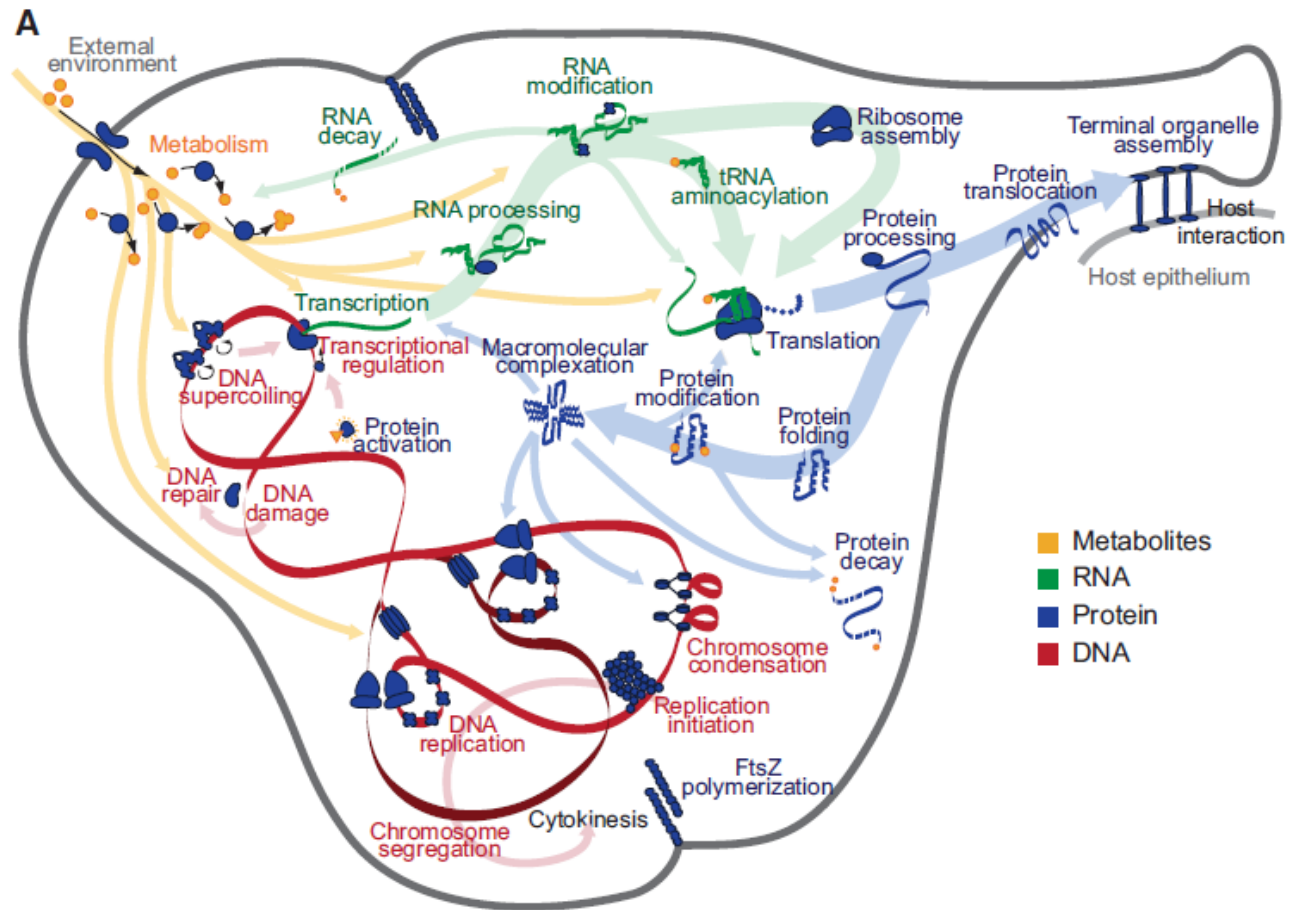 A
External
environment
Metabolism
RNA
decay
RNA
modification
Ribosome
assembly
Terminal organelle
assembly
tRNA
aminoacylation
Protein
translocation
RNA processing
Protein
processing
Host
interaction
Host epithelium
Transcription
Transcriptional
regulation
Macromolecular
complexation
Translation
DNA
supercoiling
Protein
modification
Protein
activation
Protein
folding
DNA
repair
DNA
damage
Protein
decay
Metabolites
RNA
Protein
DNA
Chromosome
condensation
Replication
initiation
DNA
replication
FtsZ
polymerization
Cytokinesis
Chromosome
segregation